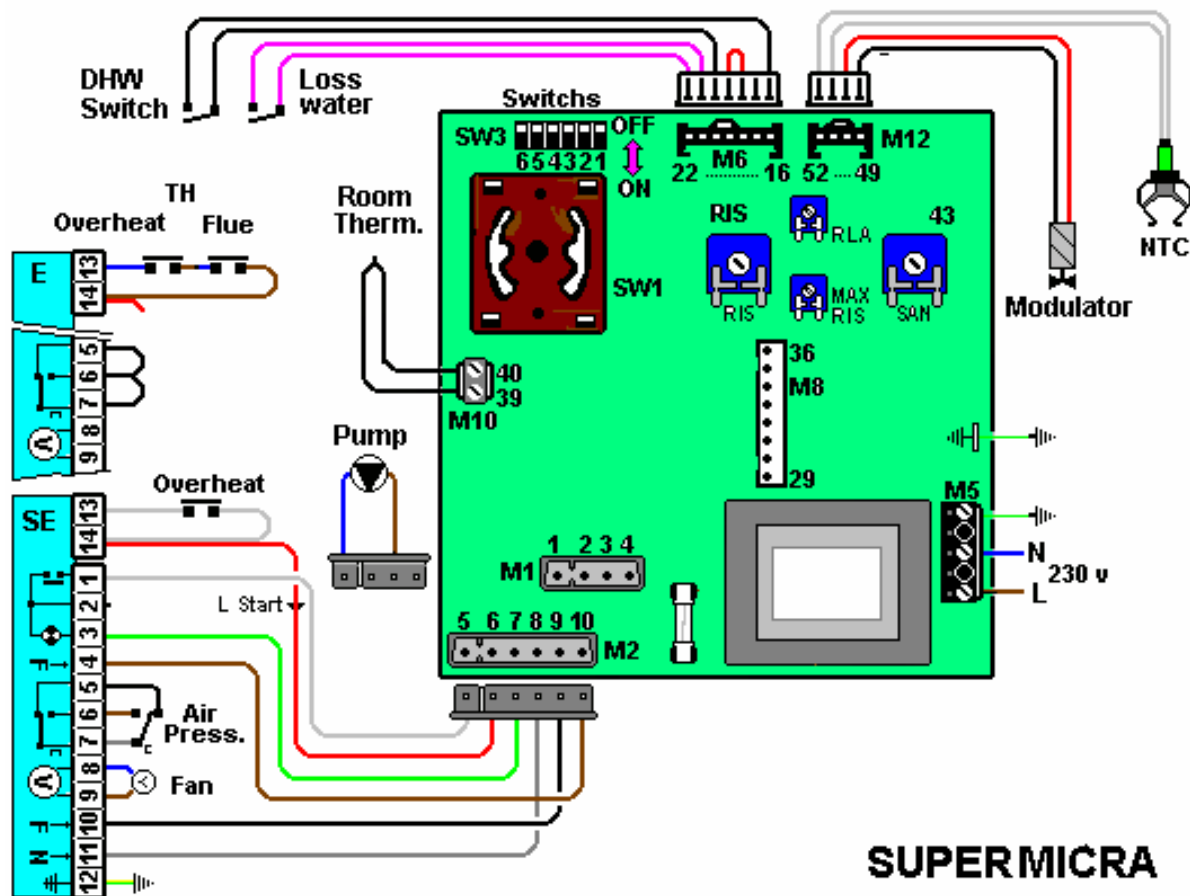 DHW
Switch
Loss
water
Switchs
SW3
OFF
ON
654321
M6
22 ........ 16
52 ... 49
M12
NTC
Modulator
TH
Overheat Flue
Room
Therm.
SW1
RIS
RIS
RLA
MAX
RIS
43
SAN
E
13
14
5
6
7
C
8
9
V
40
39
M10
36
M8
29
Pump
Overheat
SE
13
14
1
2
3
4
5
6
7
8
9
10
11
12
F
C
V
F
N
L Start
Air
Press.
C
Fan
V
M1
1 2 3 4
5 6 7 8 9 10
M2
M5
N
L
230 v
SUPERMICRA